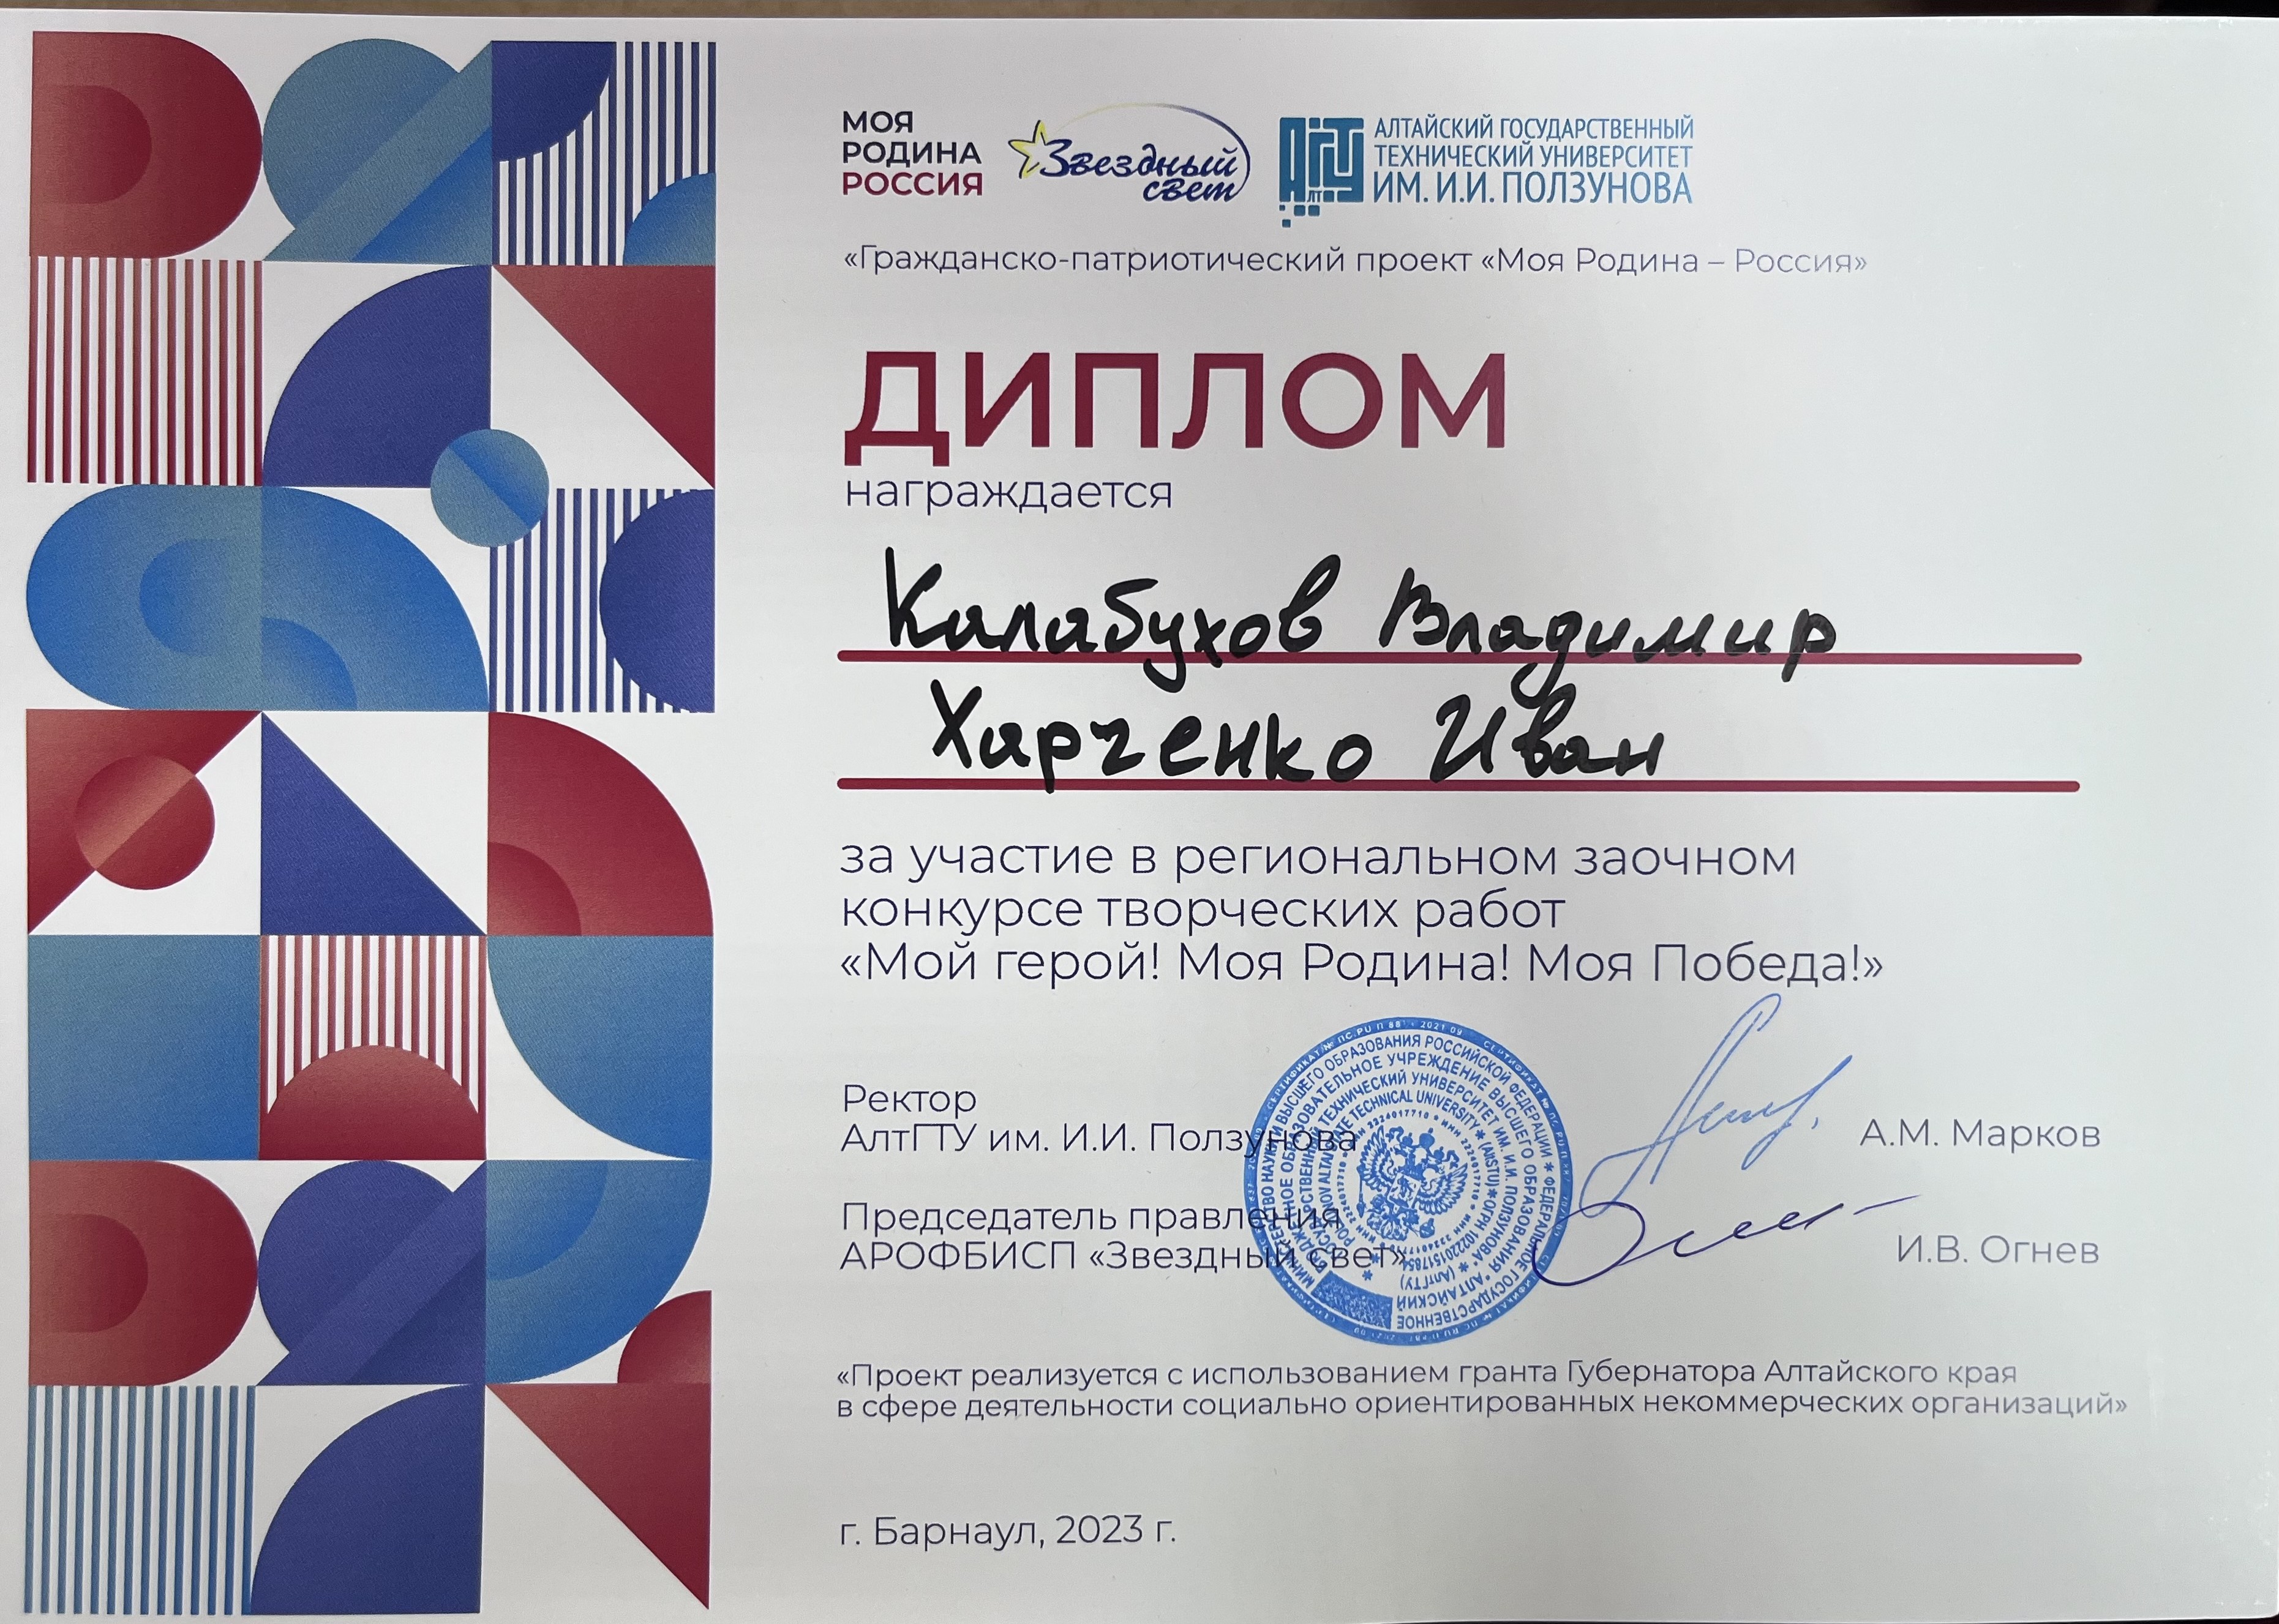 МОЯ
РОДИНА
РОССИЯ
Звездный
свет
АЛТАЙСКИЙ ГОСУДАРСТВЕННЫЙ
ТЕХНИЧЕСКИЙ УНИВЕРСИТЕТ
ИМ. И.И. ПОЛЗУНОВА
«Гражданско-патриотический проект «Моя Родина – Россия»
ДИПЛОМ
награждается
Калабухов Владимир
Харченко Иван
за участие в региональном заочном
конкурсе творческих работ
«Мой герой! Моя Родина! Моя Победа!»
Ректор
АлтГТУ им. И.И. Ползунова
А.М. Марков
Председатель правления
АРОФБИСП «Звездный свет»
И.В. Огнев
«Проект реализуется с использованием гранта Губернатора Алтайского края
в сфере деятельности социально ориентированных некоммерческих организаций»
г. Барнаул, 2023 г.